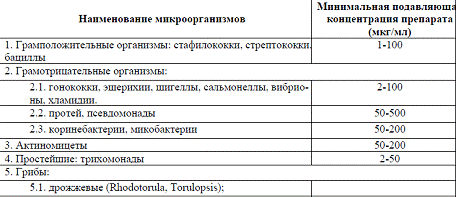 Наименование микроорганизмов
Минимальная подавляюща
концентрация препарата
(мкг/мл)
1. Грамположительные организмы: стафилококки, стрептококки, бациллы
1-100
2. Грамотрицательные организмы:
2.1. гонококки, эшерихии, шигеллы, сальмонеллы, вибрио-
ны, хламидии.
2-100
2.2. протей, псевдомонады
50-500
2.3. коринебактерии, микобактерии
50-200
3. Актиномицеты
50-200
4. Простейшие: трихомонады
2-50
5. Грибы:
5.1. дрожжевые (Rhodotorula, Torulopsis);